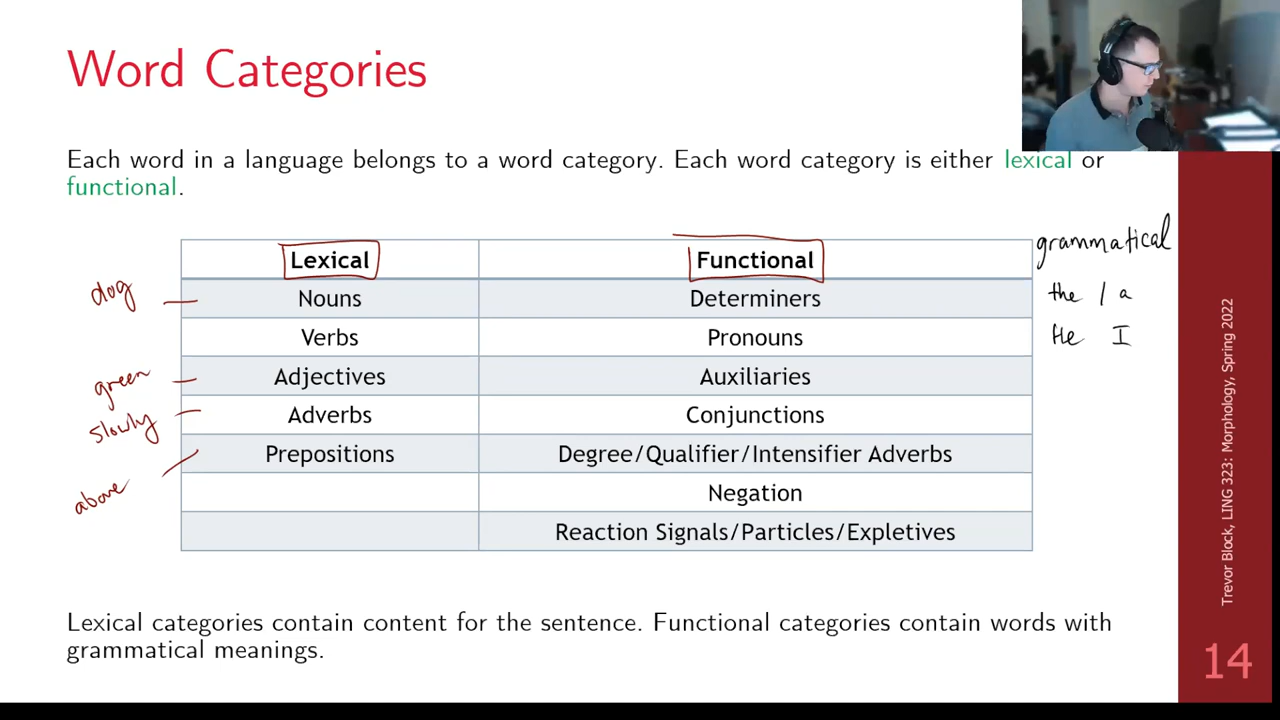 Word Categories
Each word in a language belongs to a word category. Each word category is either lexical or
functional.
grammatical
Lexical Functional
dog Nouns Determiners the / a
Verbs Pronouns He I
green Adjectives Auxiliaries
slowly Adverbs Conjunctions
above Prepositions Degree/Qualifier/Intensifier Adverbs
Negation
Reaction Signals/Particles/Expletives
Lexical categories contain content for the sentence. Functional categories contain words with
grammatical meanings.
Trevor Block, LING 323: Morphology, Spring 2022
14